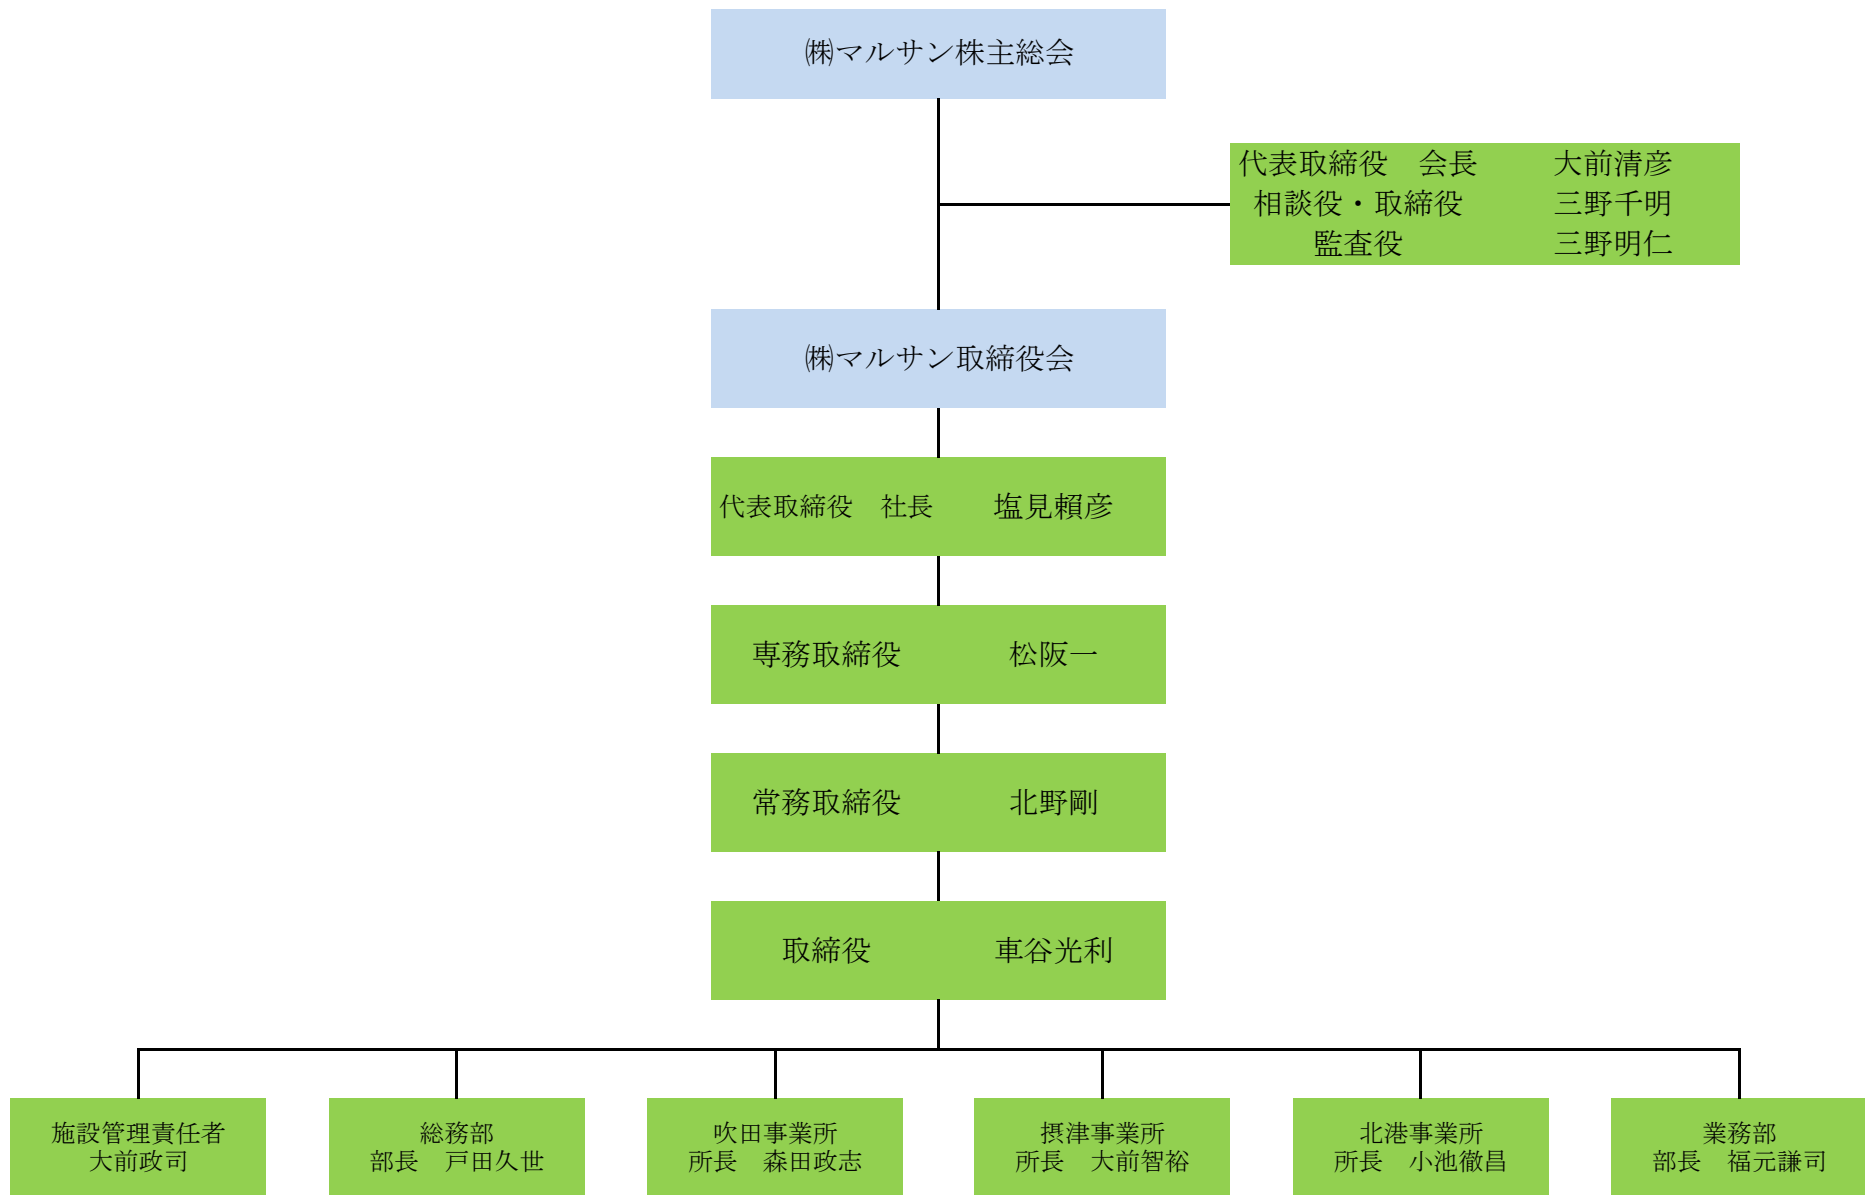 ㈱マルサン株主総会
代表取締役　会長　大前清彦
相談役・取締役　三野千明
監査役　三野明仁
㈱マルサン取締役会
代表取締役　社長　塩見賴彦
専務取締役　松阪一
常務取締役　北野剛
取締役　車谷光利
施設管理責任者
大前政司
総務部
部長　戸田久世
吹田事業所
所長　森田政志
摂津事業所
所長　大前智裕
北港事業所
所長　小池徹昌
業務部
部長　福元謙司